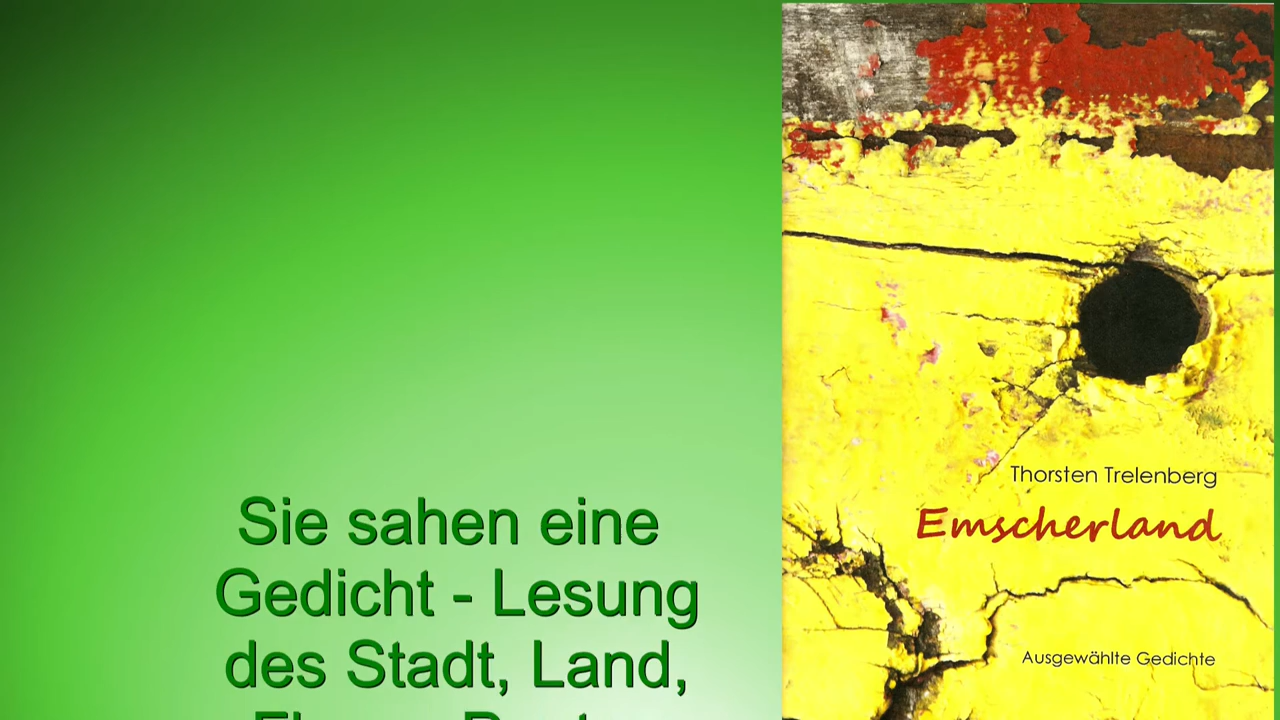 Sie sahen eine
Gedicht - Lesung
des Stadt, Land,
Thorsten Trelenberg
Emscherland
Ausgewählte Gedichte